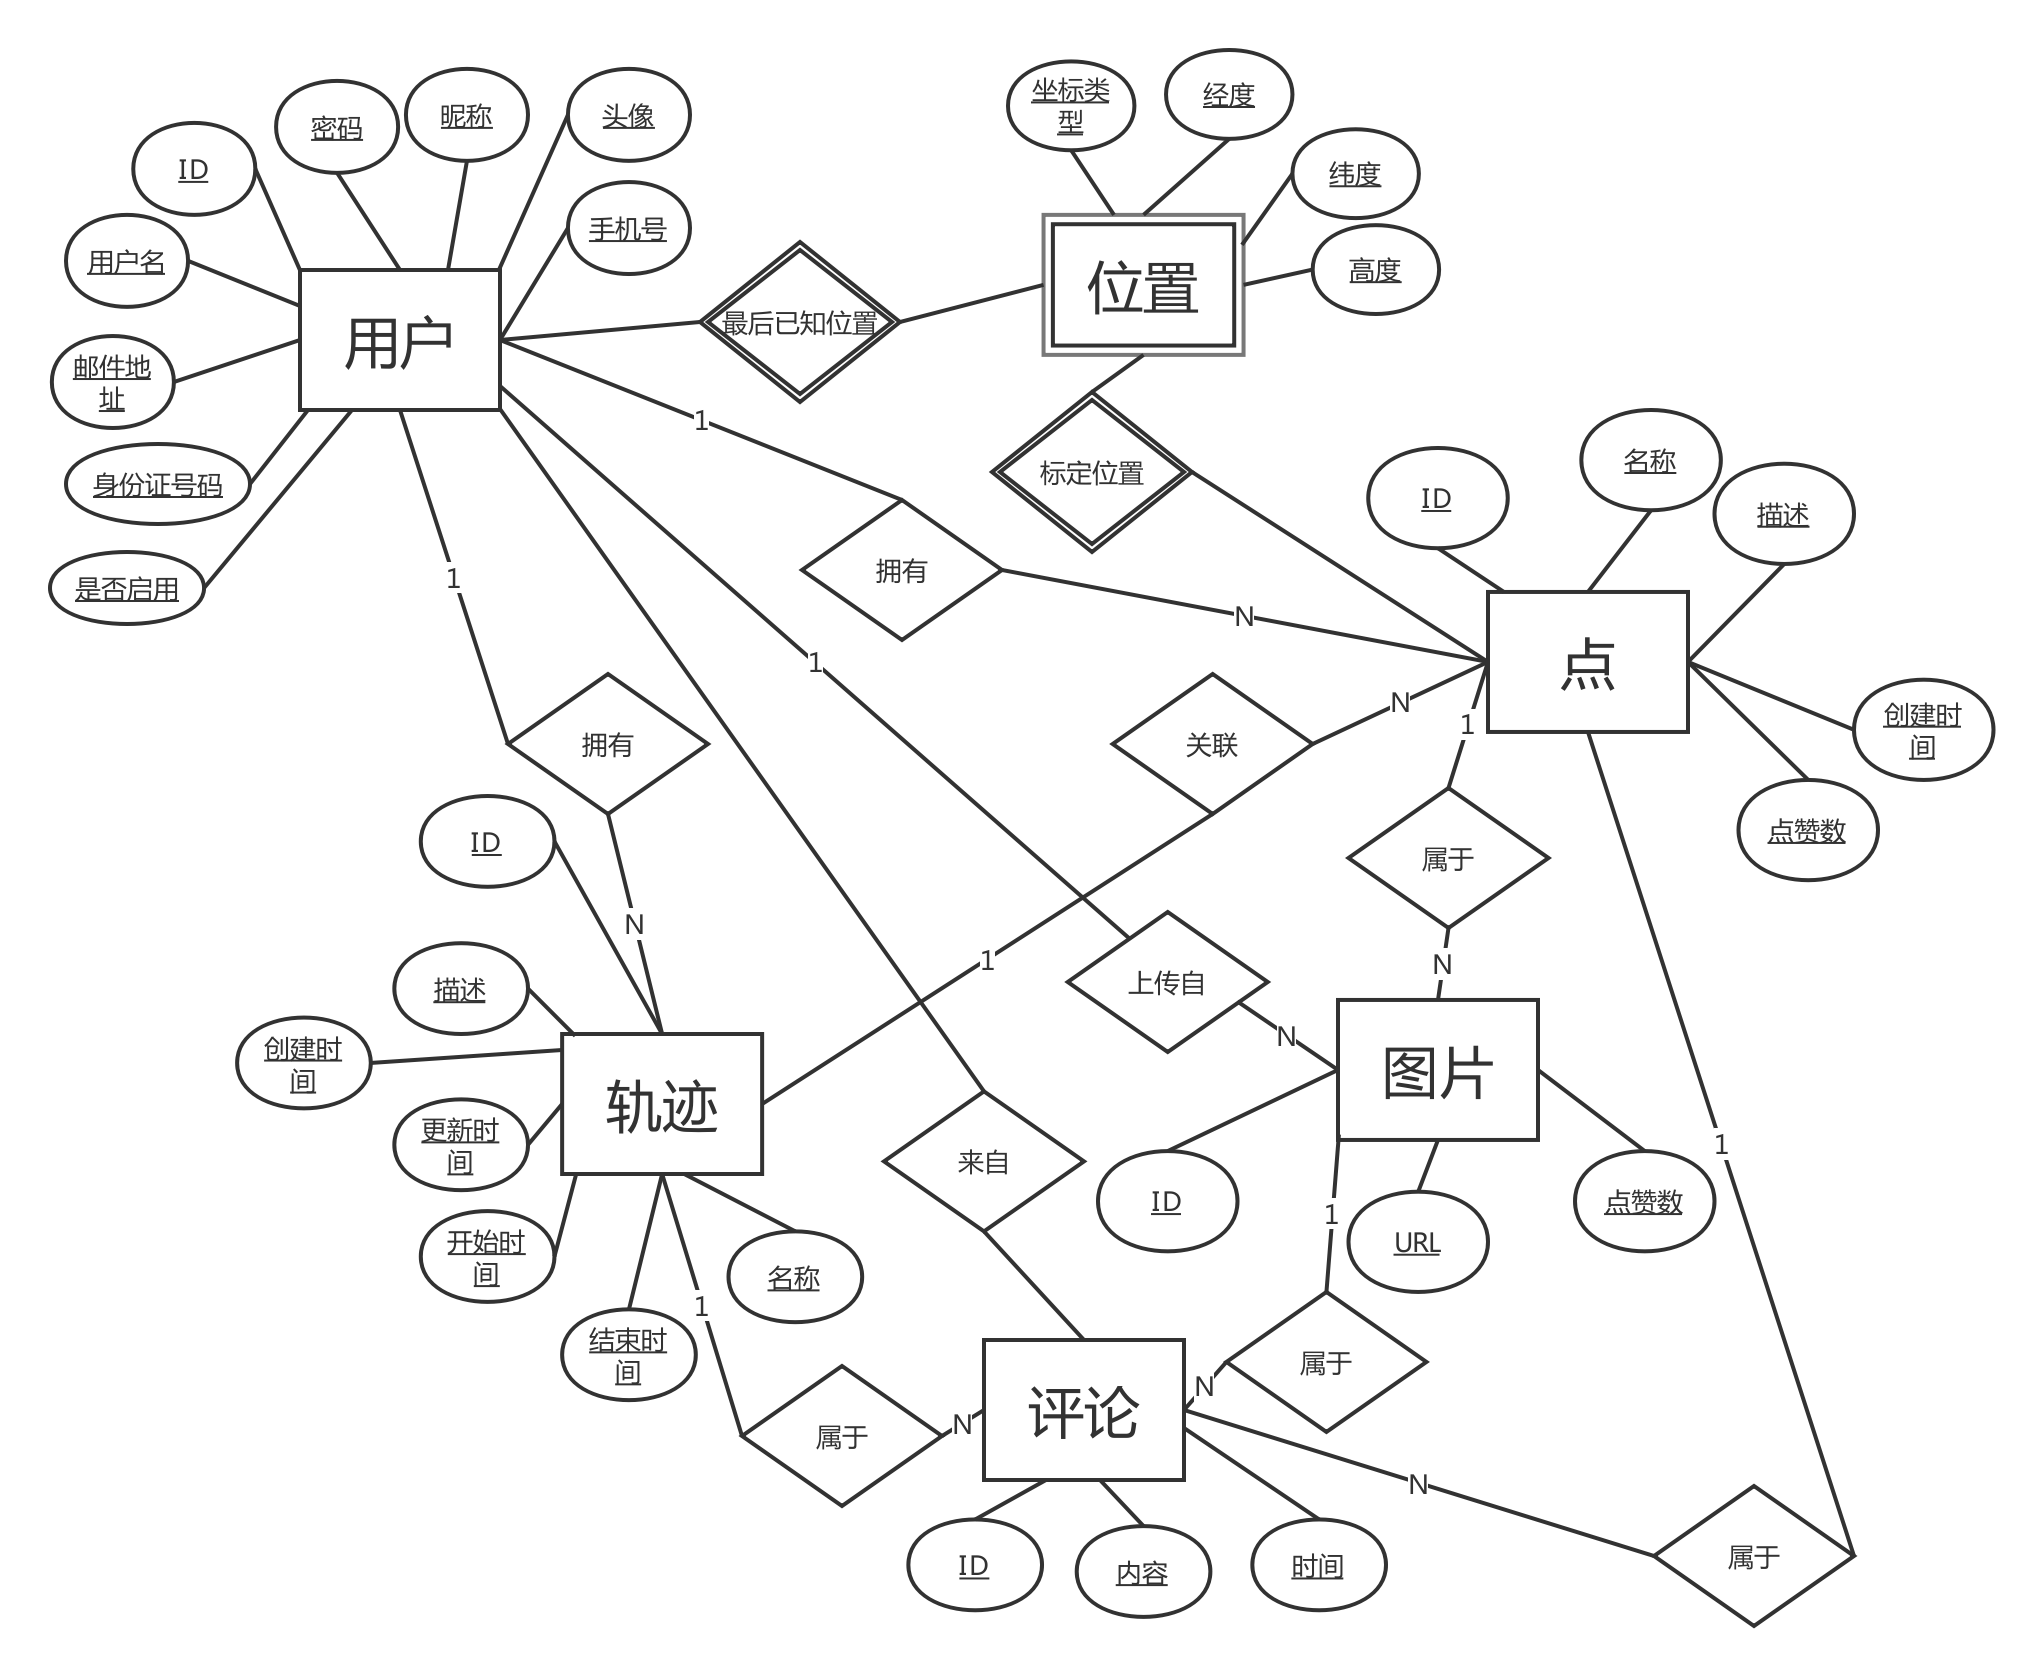 坐标类
型
经度
昵称
头像
密码
ID
纬度
手机号
用户名
高度
位置
最后已知位置
用户
邮件地
址
1
名称
标定位置
身份证号码
ID
描述
拥有
1
是否启用
N
1
点
N
创建时
间
1
关联
拥有
点赞数
ID
属于
N
N
1
上传自
描述
N
创建时
间
图片
轨迹
更新时
间
1
来自
ID
点赞数
1
URL
开始时
间
名称
1
结束时
间
属于
N
评论
属于
N
N
属于
ID
内容
时间